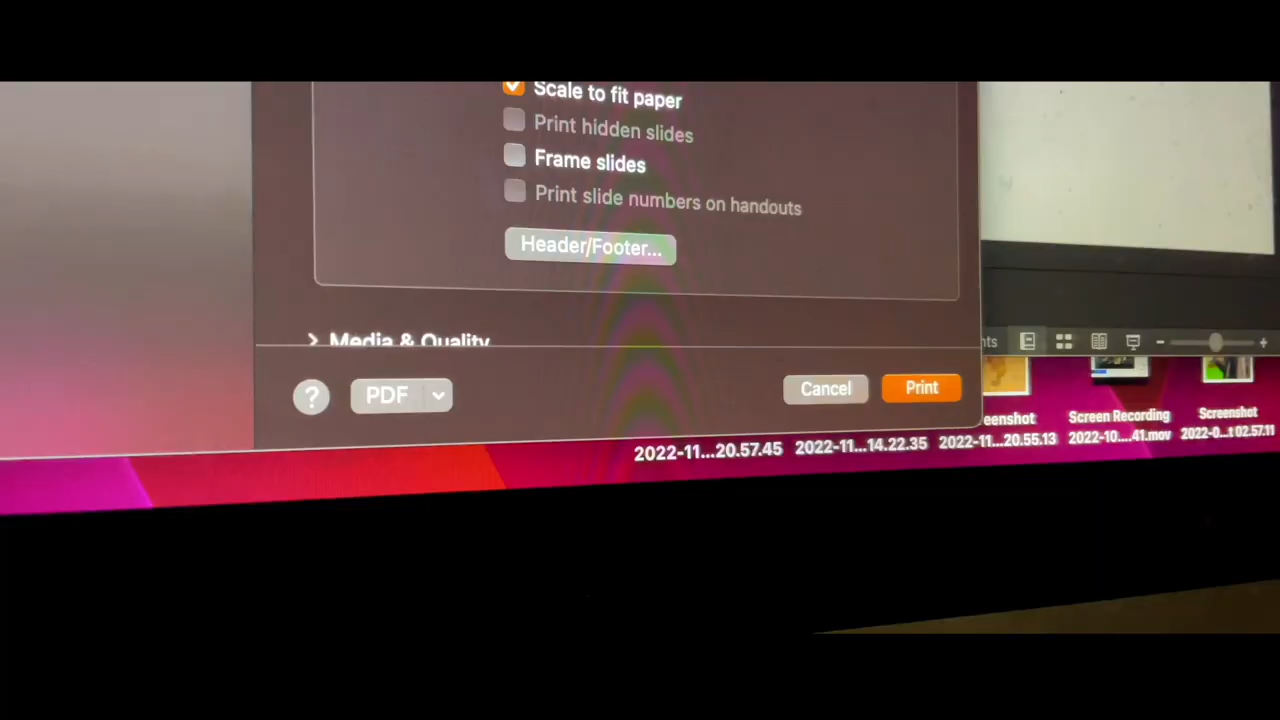 Scale to fit paper
Print hidden slides
Frame slides
Print slide numbers on handouts
Header/Footer...
Media & Quality
nts
? PDF Cancel Print
eenshot Screen Recording Screenshot
2022-11...20.57.45 2022-11...14.22.35 2022-11...20.55.13 2022-10....41.mov 2022-0...t 02.57.11